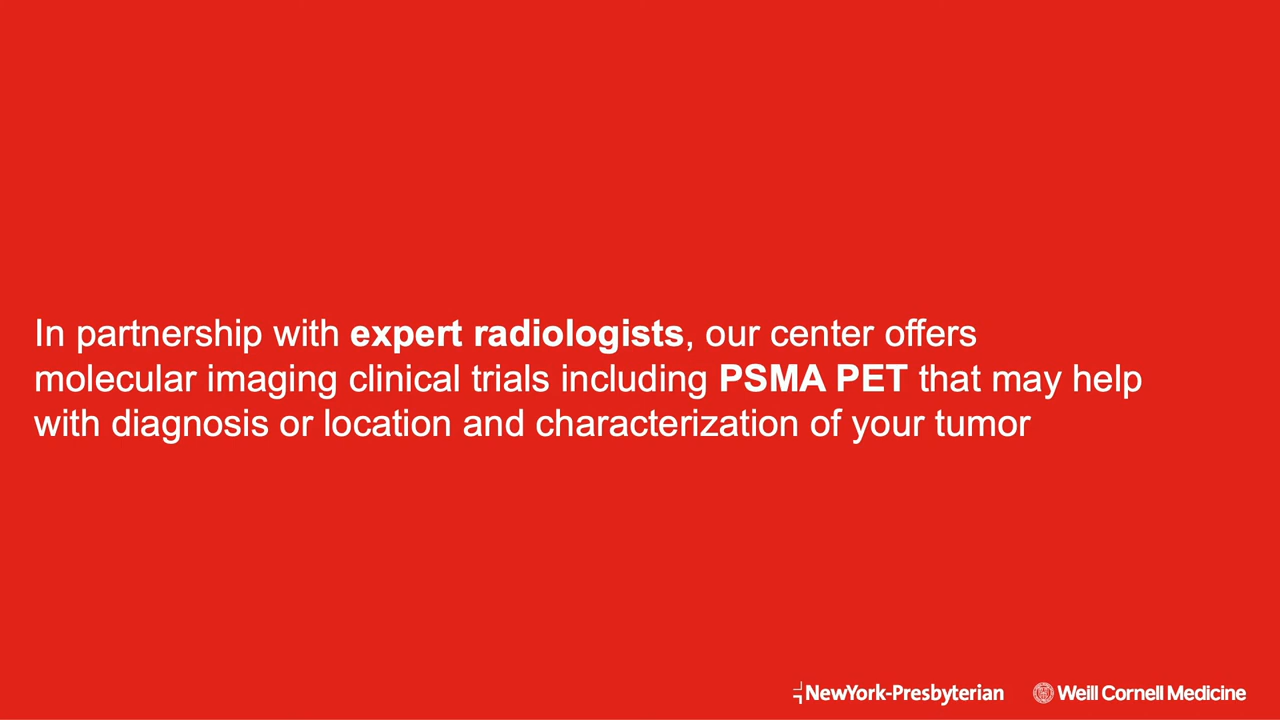 In partnership with expert radiologists, our center offers
molecular imaging clinical trials including PSMA PET that may help
with diagnosis or location and characterization of your tumor
NewYork-Presbyterian
Weill Cornell Medicine